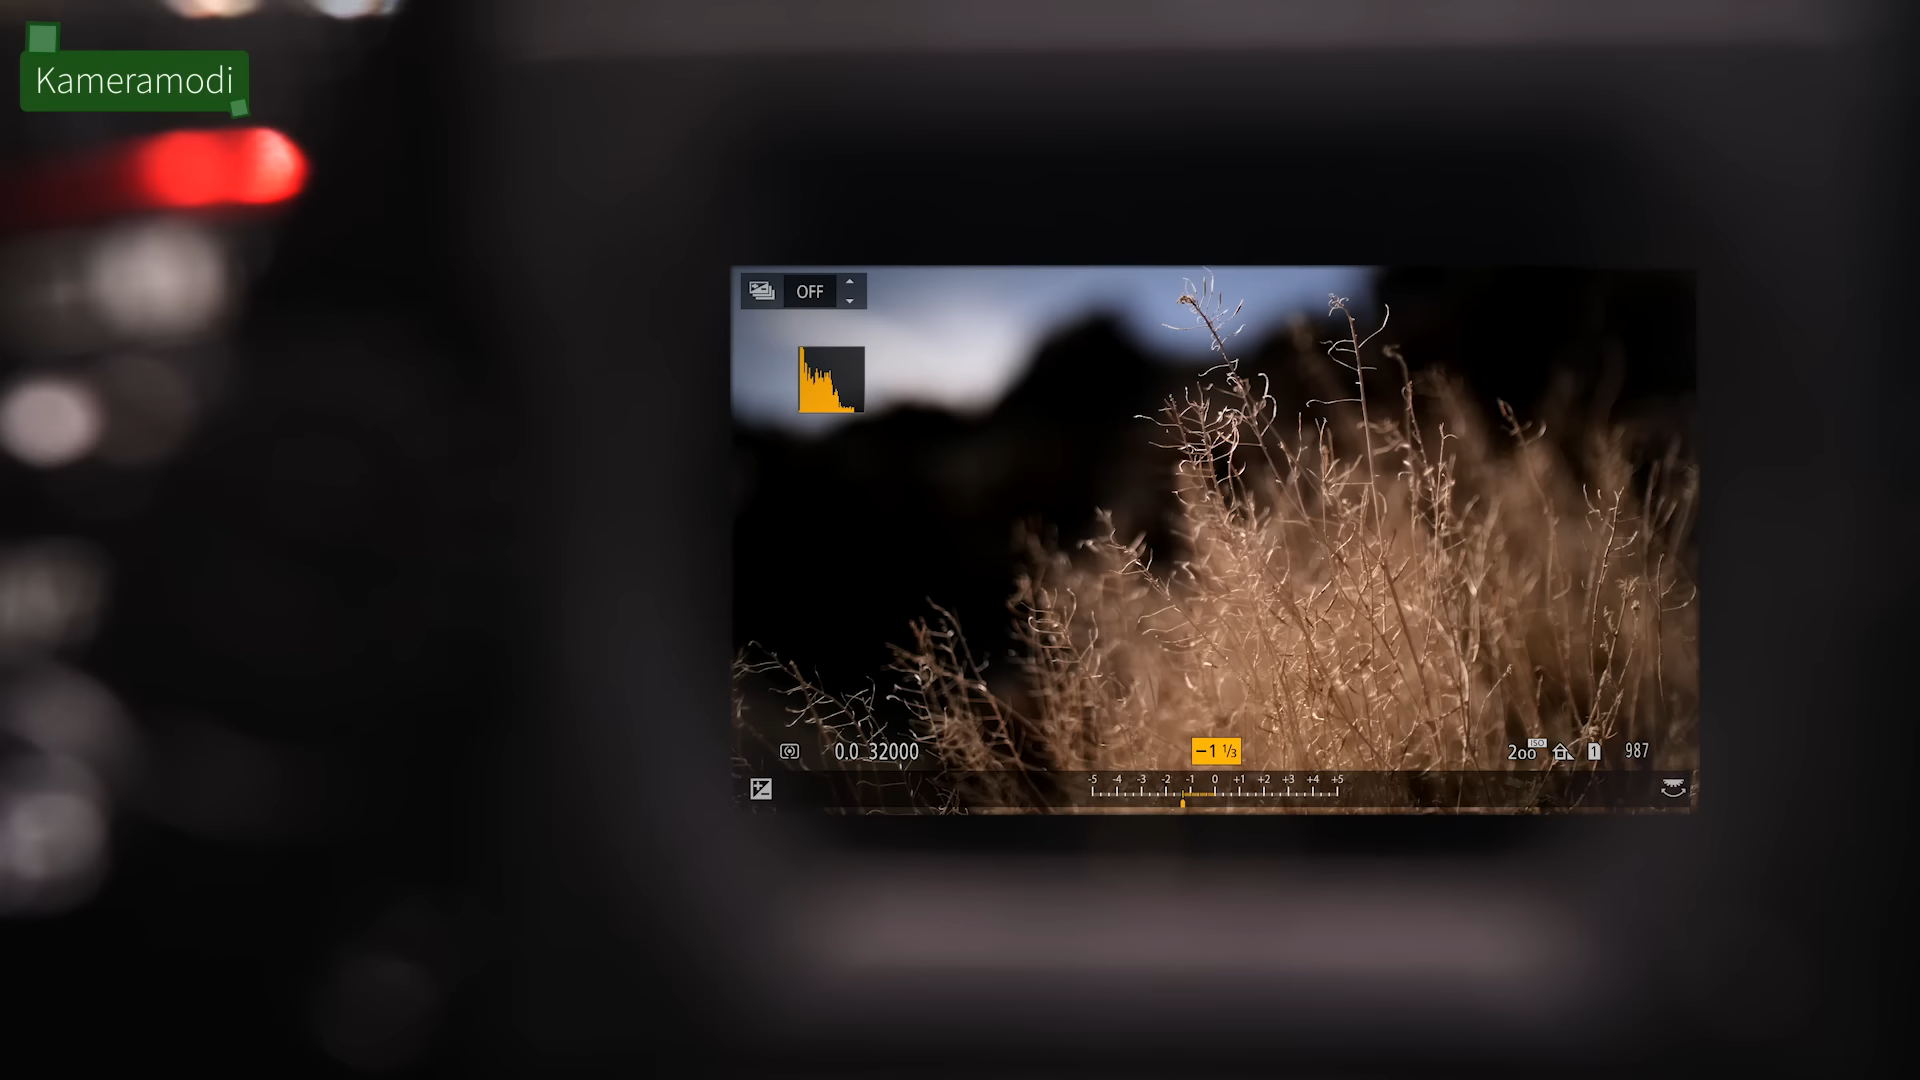 Kameramodi
OFF
0.0 32000
−1 1/3
200 ISO 1 987
-5 -4 -3 -2 -1 0 +1 +2 +3 +4 +5